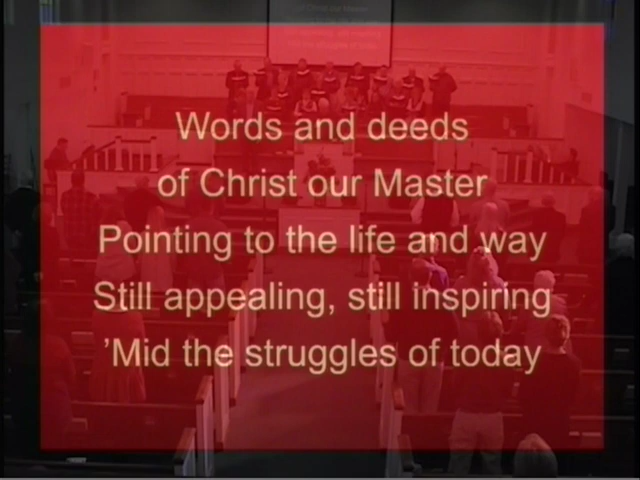 Words and deeds
of Christ our Master
Pointing to the life and way
Still appealing, still inspiring
’Mid the struggles of today